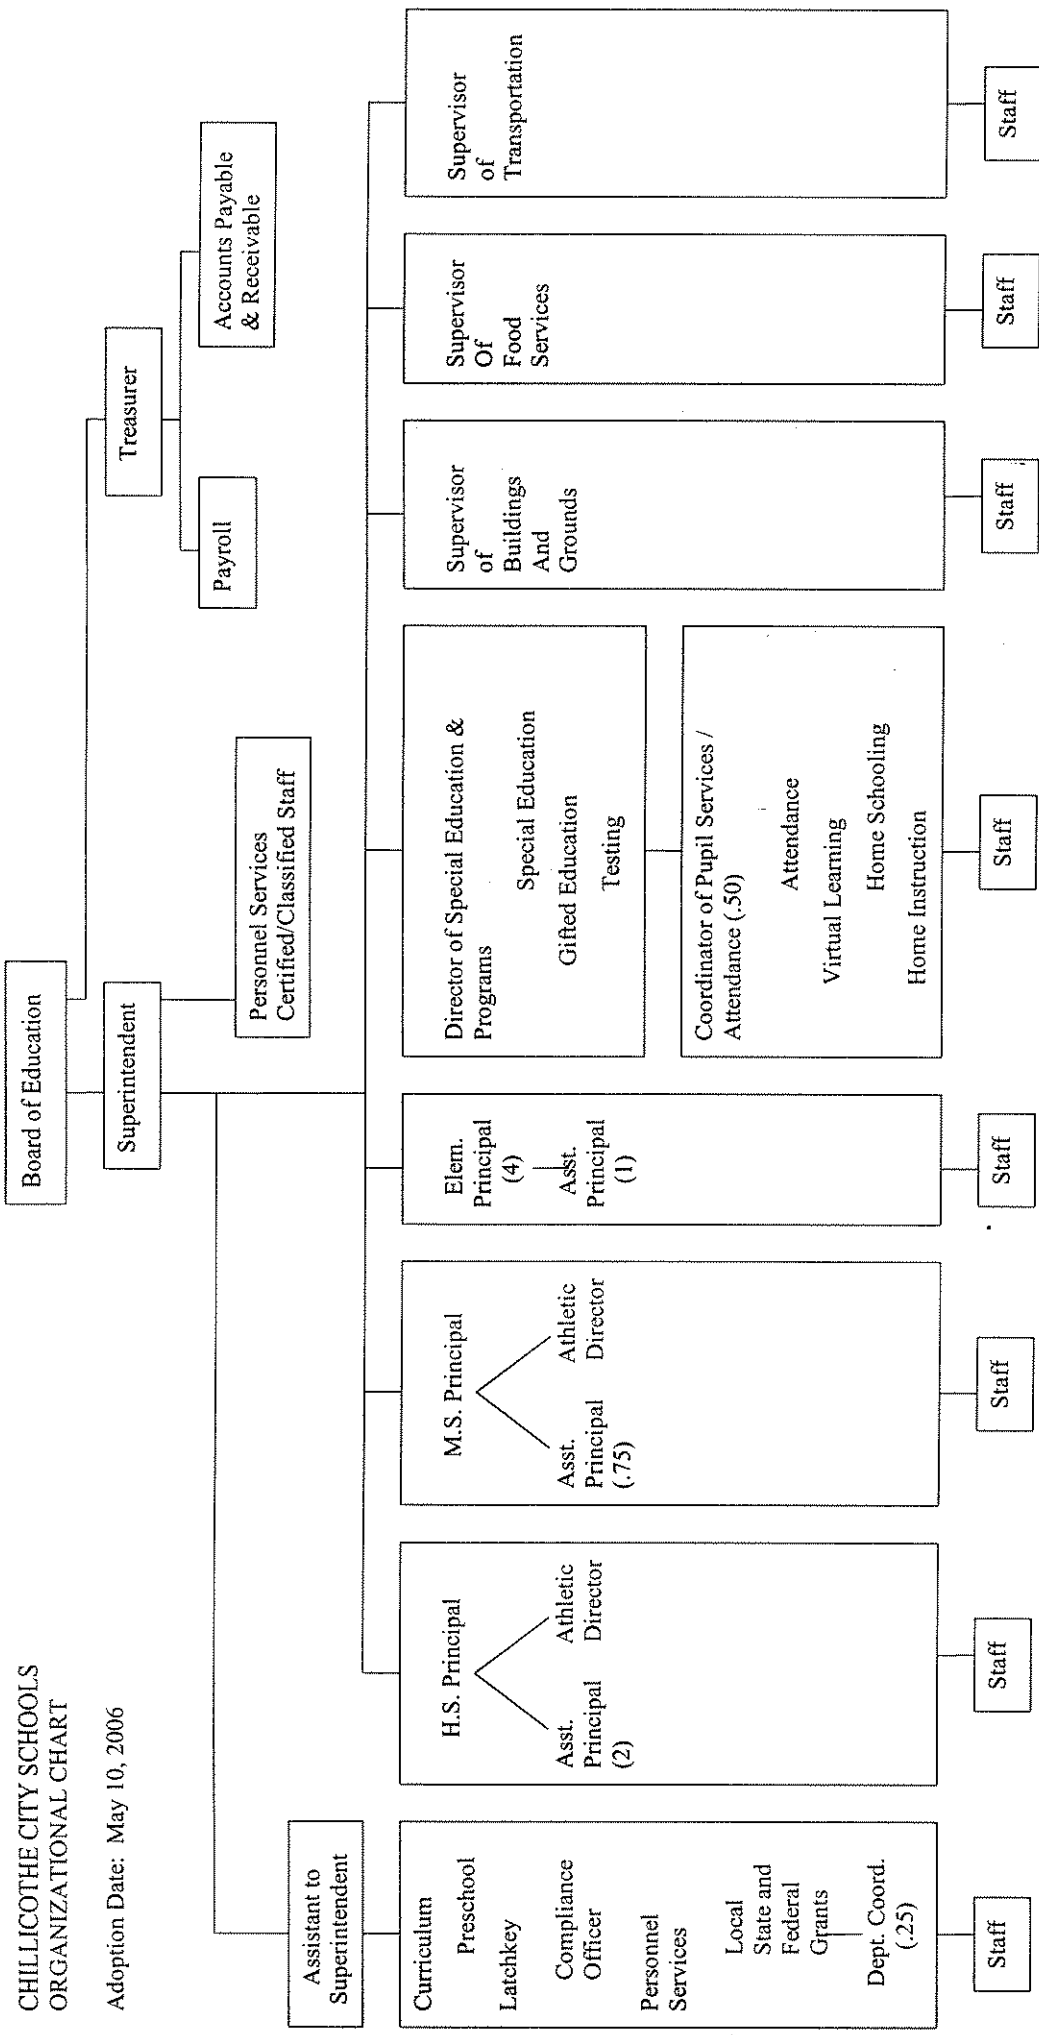 CHILLICOTHE CITY SCHOOLS
ORGANIZATIONAL CHART
Adoption Date: May 10, 2006
Board of Education
Superintendent
Treasurer
Personnel Services
Certified/Classified Staff
Payroll
Accounts Payable
& Receivable
Assistant to
Superintendent
Curriculum
Preschool
Latchkey
Compliance
Officer
Personnel
Services
Local
State and
Federal
Grants
Dept. Coord.
(.25)
Staff
H.S. Principal
Asst.
Principal
(2)
Athletic
Director
Staff
M.S. Principal
Asst.
Principal
(.75)
Athletic
Director
Staff
Elem.
Principal
(4)
Asst.
Principal
(1)
Staff
Director of Special Education &
Programs
Special Education
Gifted Education
Testing
Coordinator of Pupil Services /
Attendance (.50)
Attendance
Virtual Learning
Home Schooling
Home Instruction
Staff
Supervisor
of
Buildings
And
Grounds
Staff
Supervisor
Of
Food
Services
Staff
Supervisor
of
Transportation
Staff